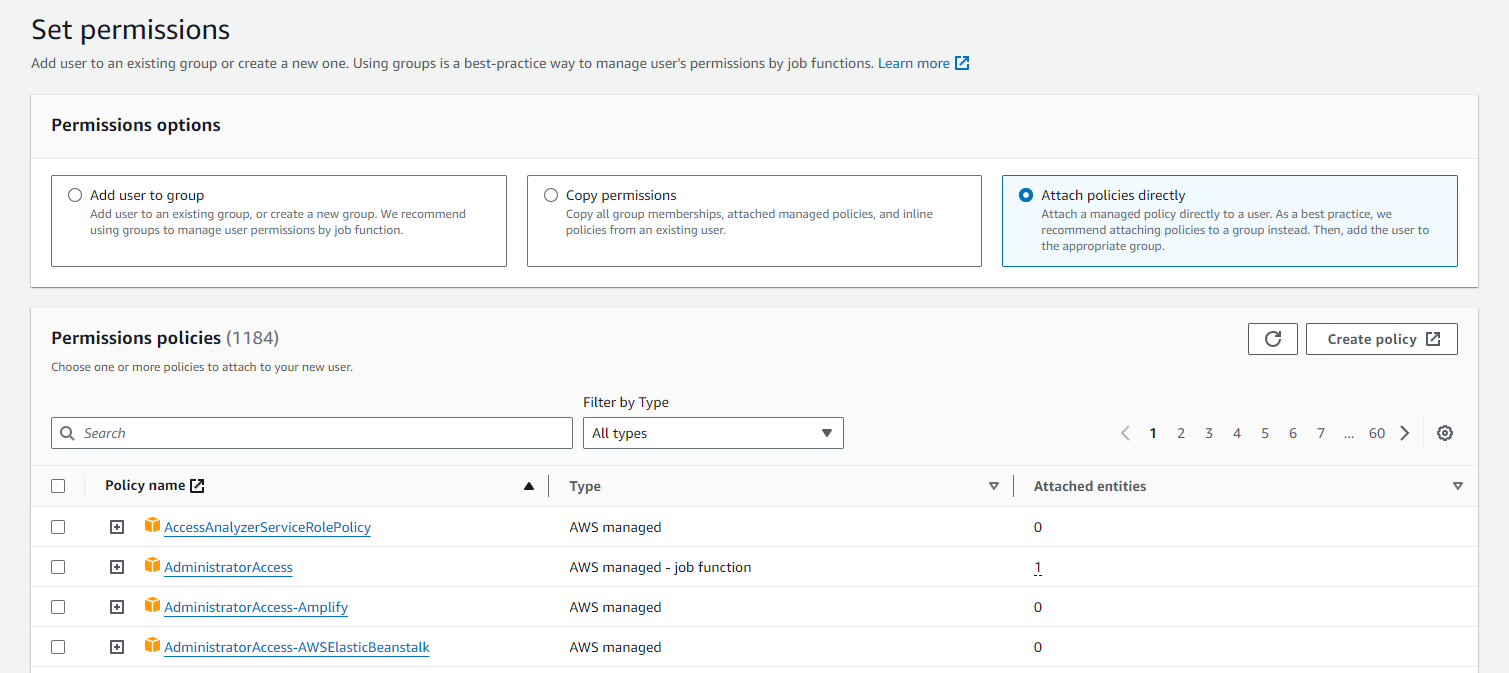 Set permissions
Add user to an existing group or create a new one. Using groups is a best-practice way to manage user's permissions by job functions. Learn more
Permissions options
Add user to group
Add user to an existing group, or create a new group. We recommend
using groups to manage user permissions by job function.
Copy permissions
Copy all group memberships, attached managed policies, and inline
policies from an existing user.
Attach policies directly
Attach a managed policy directly to a user. As a best practice, we
recommend attaching policies to a group instead. Then, add the user to
the appropriate group.
Permissions policies (1184)
Create policy
Choose one or more policies to attach to your new user.
Filter by Type
Search
All types
1 2 3 4 5 6 7 ... 60
Policy name Type Attached entities
AccessAnalyzerServiceRolePolicy AWS managed 0
AdministratorAccess AWS managed - job function 1
AdministratorAccess-Amplify AWS managed 0
AdministratorAccess-AWSElasticBeanstalk AWS managed 0